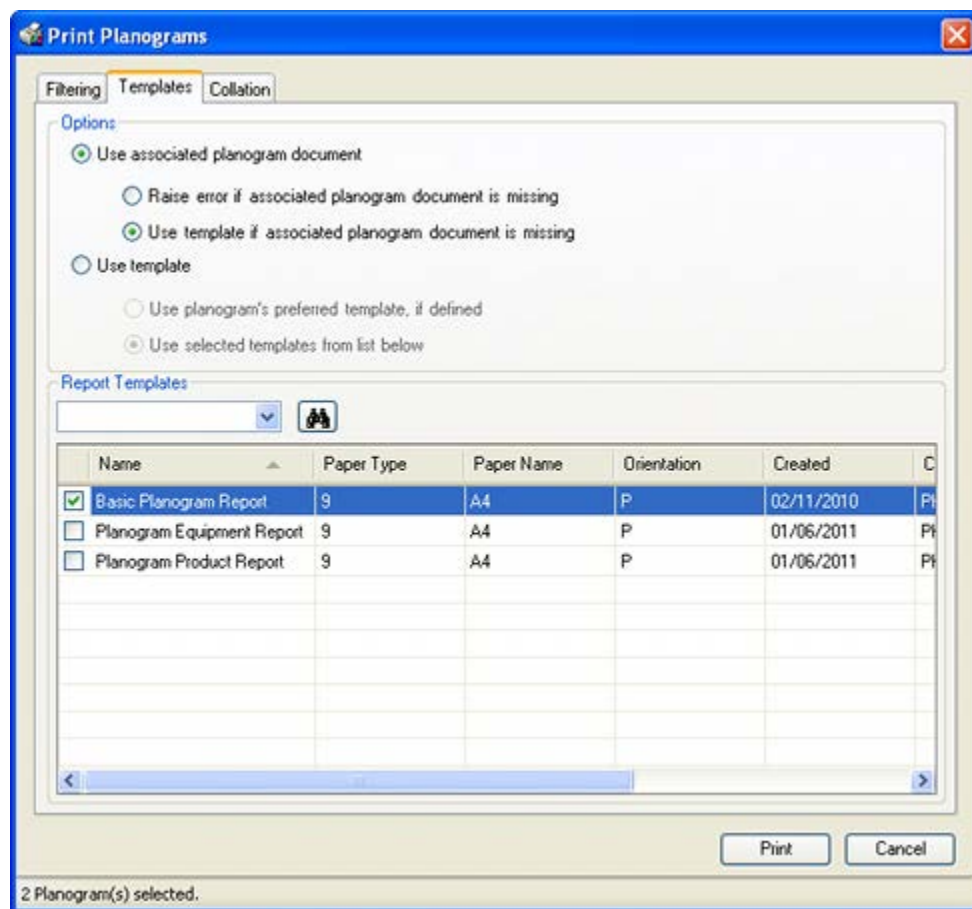 Print Planograms
Filtering Templates Collation
Options
Use associated planogram document
Raise error if associated planogram document is missing
Use template if associated planogram document is missing
Use template
Use planogram's preferred template, if defined
Use selected templates from list below
Report Templates
Name Paper Type Paper Name Orientation Created C
Basic Planogram Report 9 A4 P 02/11/2010
Planogram Equipment Report 9 A4 P 01/06/2011
Planogram Product Report 9 A4 P 01/06/2011
Print Cancel
2 Planogram(s) selected.